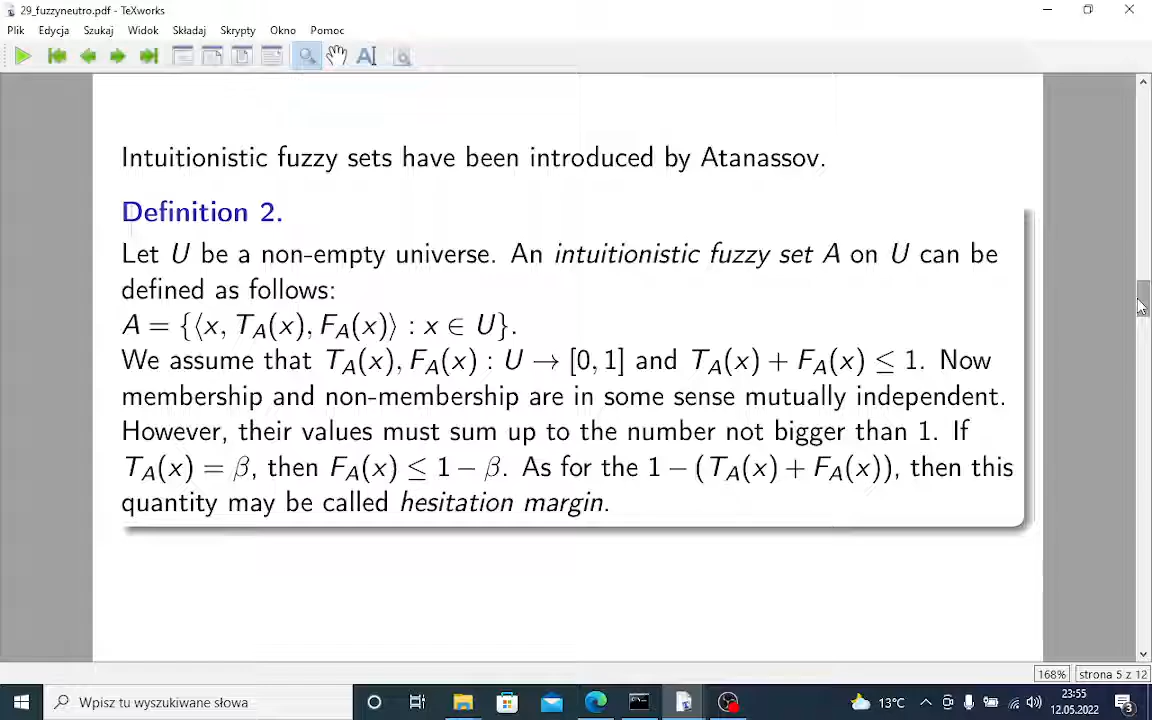 29_fuzzyneutro.pdf - TeXworks
Plik Edycja Szukaj Widok Składaj Skrypty Okno Pomoc
Intuitionistic fuzzy sets have been introduced by Atanassov.
Definition 2.
Let U be a non-empty universe. An intuitionistic fuzzy set A on U can be
defined as follows:
A = {⟨x, T_A(x), F_A(x)⟩ : x ∈ U}.
We assume that T_A(x), F_A(x) : U → [0, 1] and T_A(x) + F_A(x) ≤ 1. Now
membership and non-membership are in some sense mutually independent.
However, their values must sum up to the number not bigger than 1. If
T_A(x) = β, then F_A(x) ≤ 1 − β. As for the 1 − (T_A(x) + F_A(x)), then this
quantity may be called hesitation margin.
168% strona 5 z 12
Wpisz tu wyszukiwane słowa
13°C
23:55
12.05.2022
3